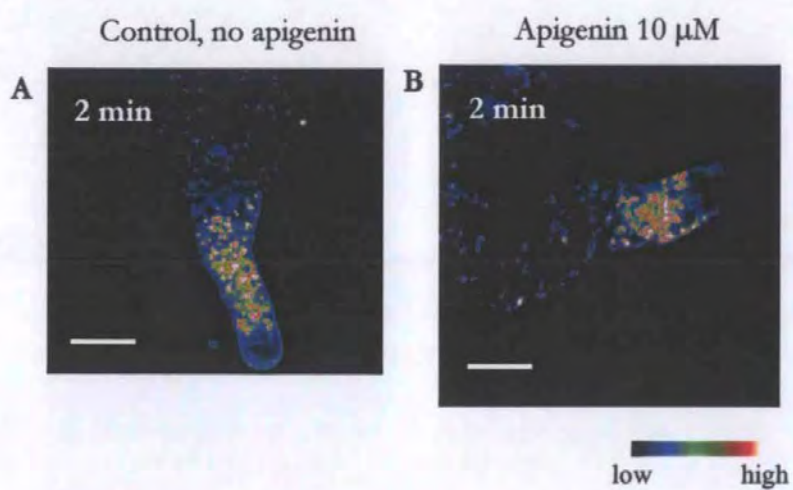 Control, no apigenin
Apigenin 10 µM
A
2 min
B
2 min
low
high